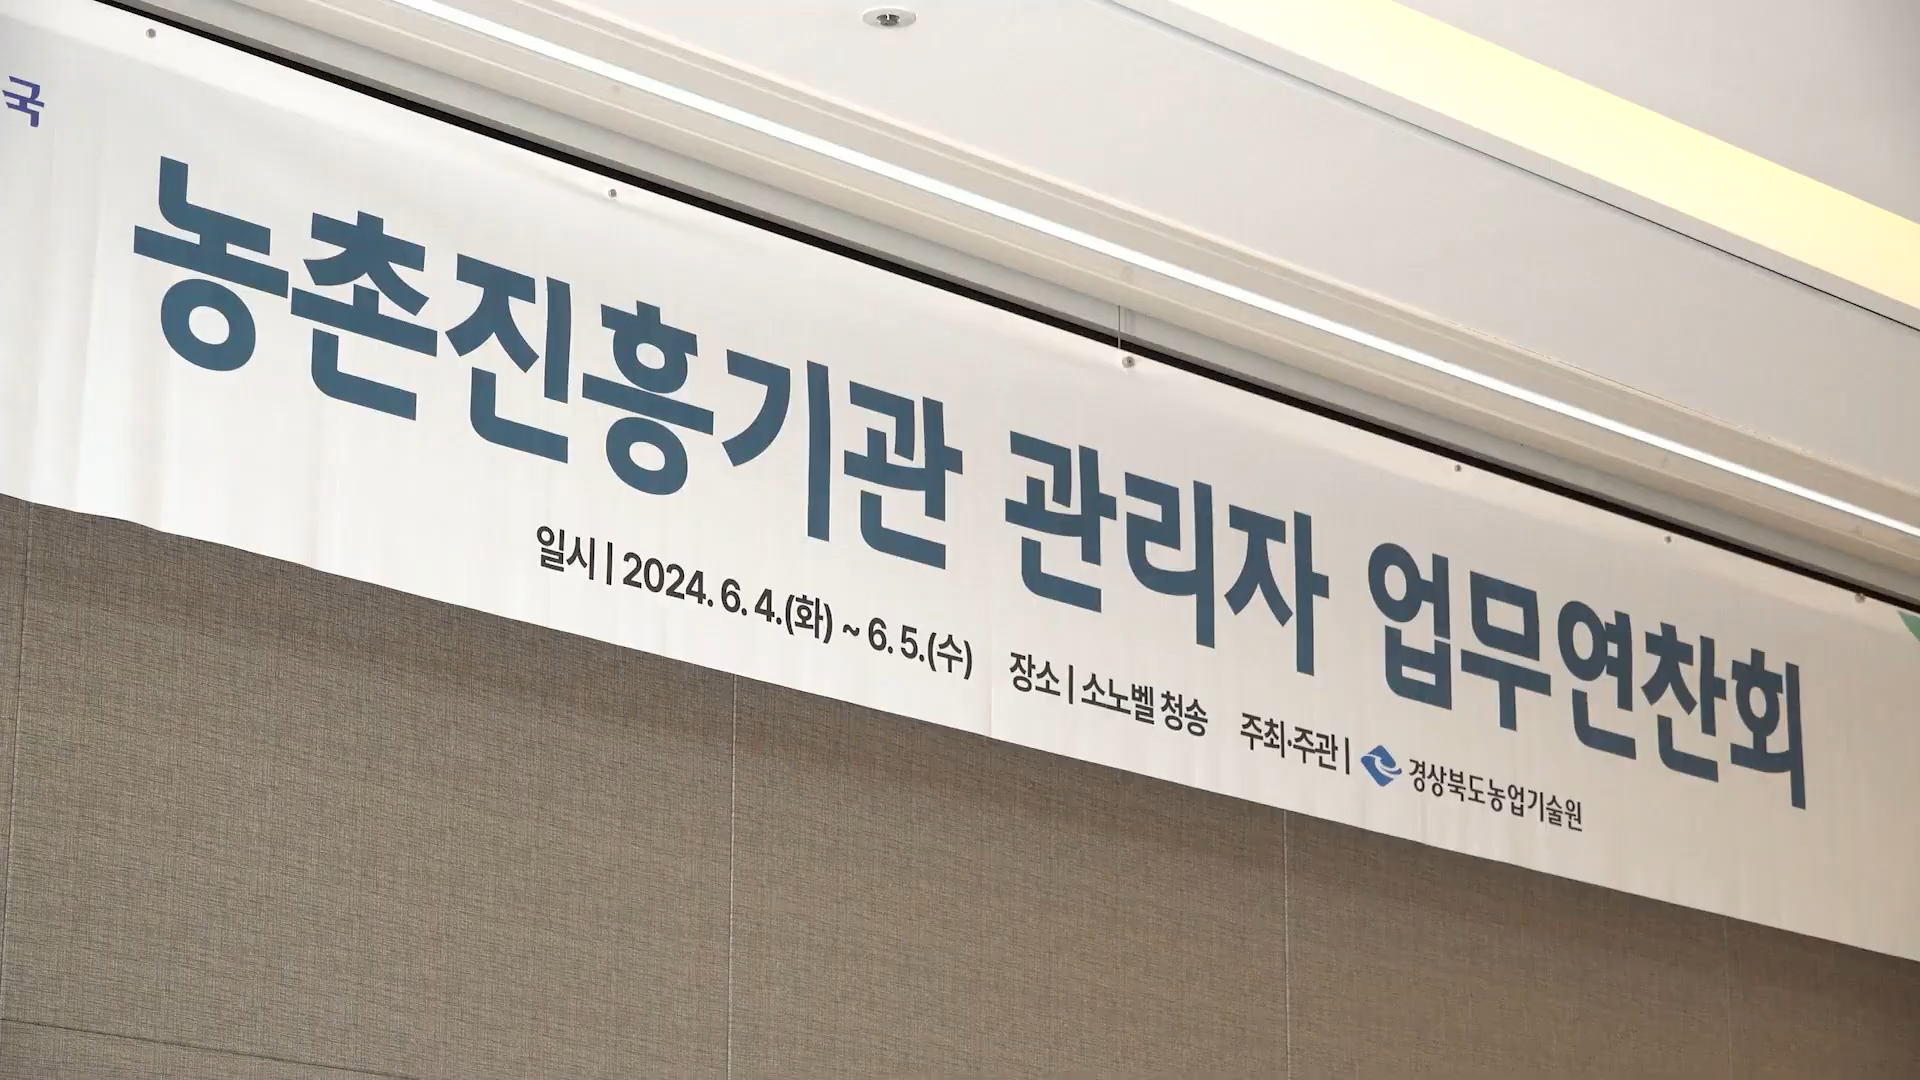 국
농촌진흥기관 관리자 업무연찬회
일시 | 2024. 6. 4.(화) ~ 6. 5.(수) 장소 | 소노벨 청송 주최·주관 | 경상북도농업기술원